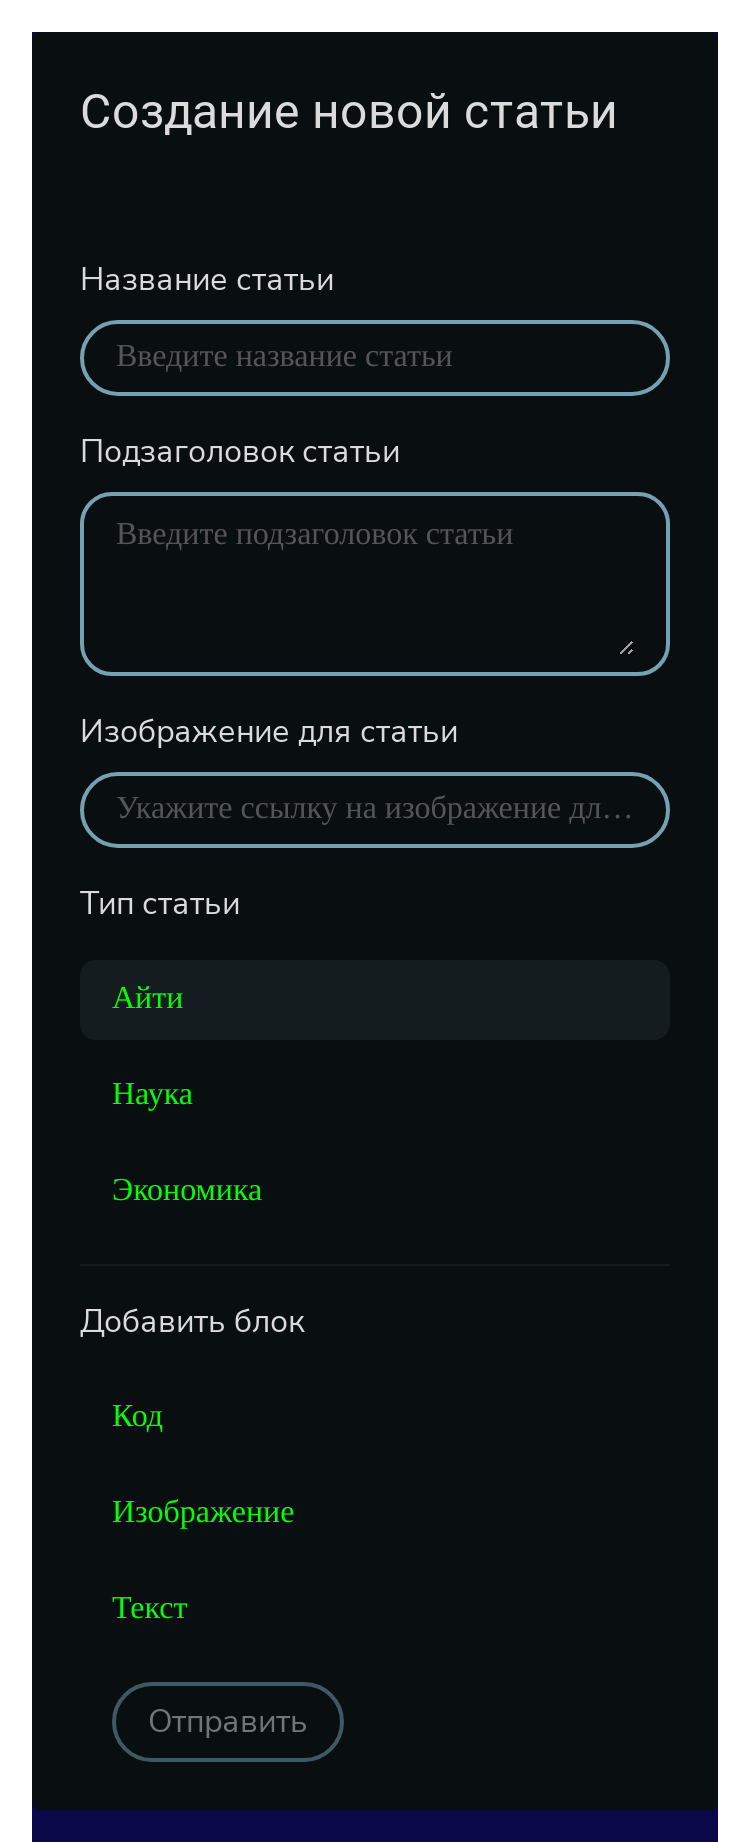 Создание новой статьи
Название статьи
Введите название статьи
Подзаголовок статьи
Введите подзаголовок статьи
Изображение для статьи
Укажите ссылку на изображение дл…
Тип статьи
Айти
Наука
Экономика
Добавить блок
Код
Изображение
Текст
Отправить